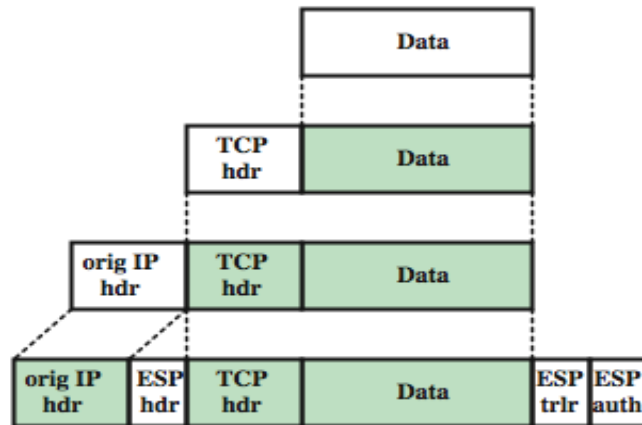 Data
TCP
hdr
Data
orig IP
hdr
TCP
hdr
Data
orig IP
hdr
ESP
hdr
TCP
hdr
Data
ESP
trlr
ESP
auth